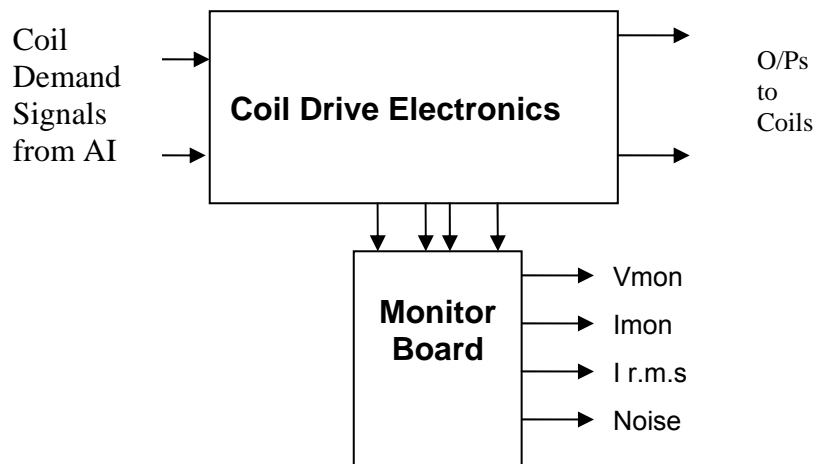 Coil
Demand
Signals
from AI
Coil Drive Electronics
O/Ps
to
Coils
Monitor
Board
Vmon
Imon
I r.m.s
Noise